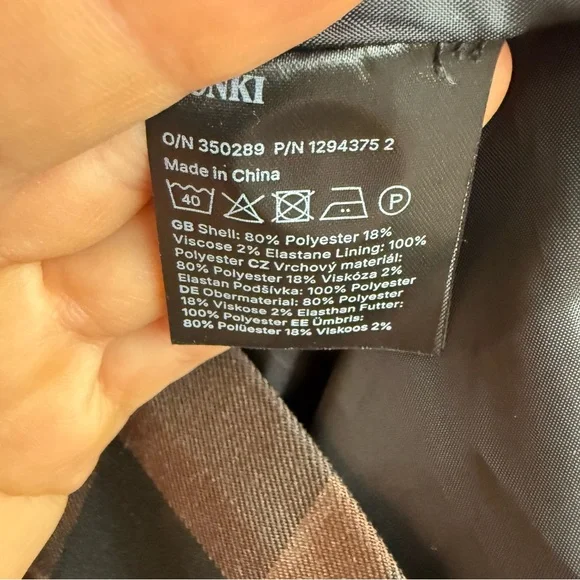 O/N 350289 P/N 1294375 2
Made in China
40 P
GB Shell: 80% Polyester 18%
Viscose 2% Elastane Lining: 100%
Polyester CZ Vrchový materiál:
80% Polyester 18% Viskóza 2%
Elastan Podšívka: 100% Polyester
DE Obermaterial: 80% Polyester
18% Viskose 2% Elasthan Futter:
100% Polyester EE Ümbris:
80% Polüester 18% Viskoos 2%